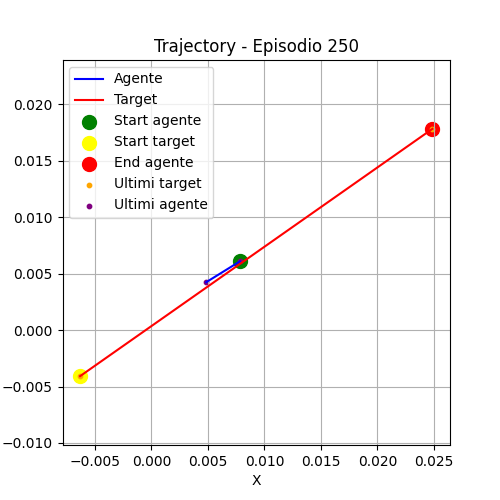 Trajectory - Episodio 250
Agente
Target
Start agente
Start target
End agente
Ultimi target
Ultimi agente
0.020
0.015
0.010
0.005
0.000
−0.005
−0.010
−0.005 0.000 0.005 0.010 0.015 0.020 0.025
X